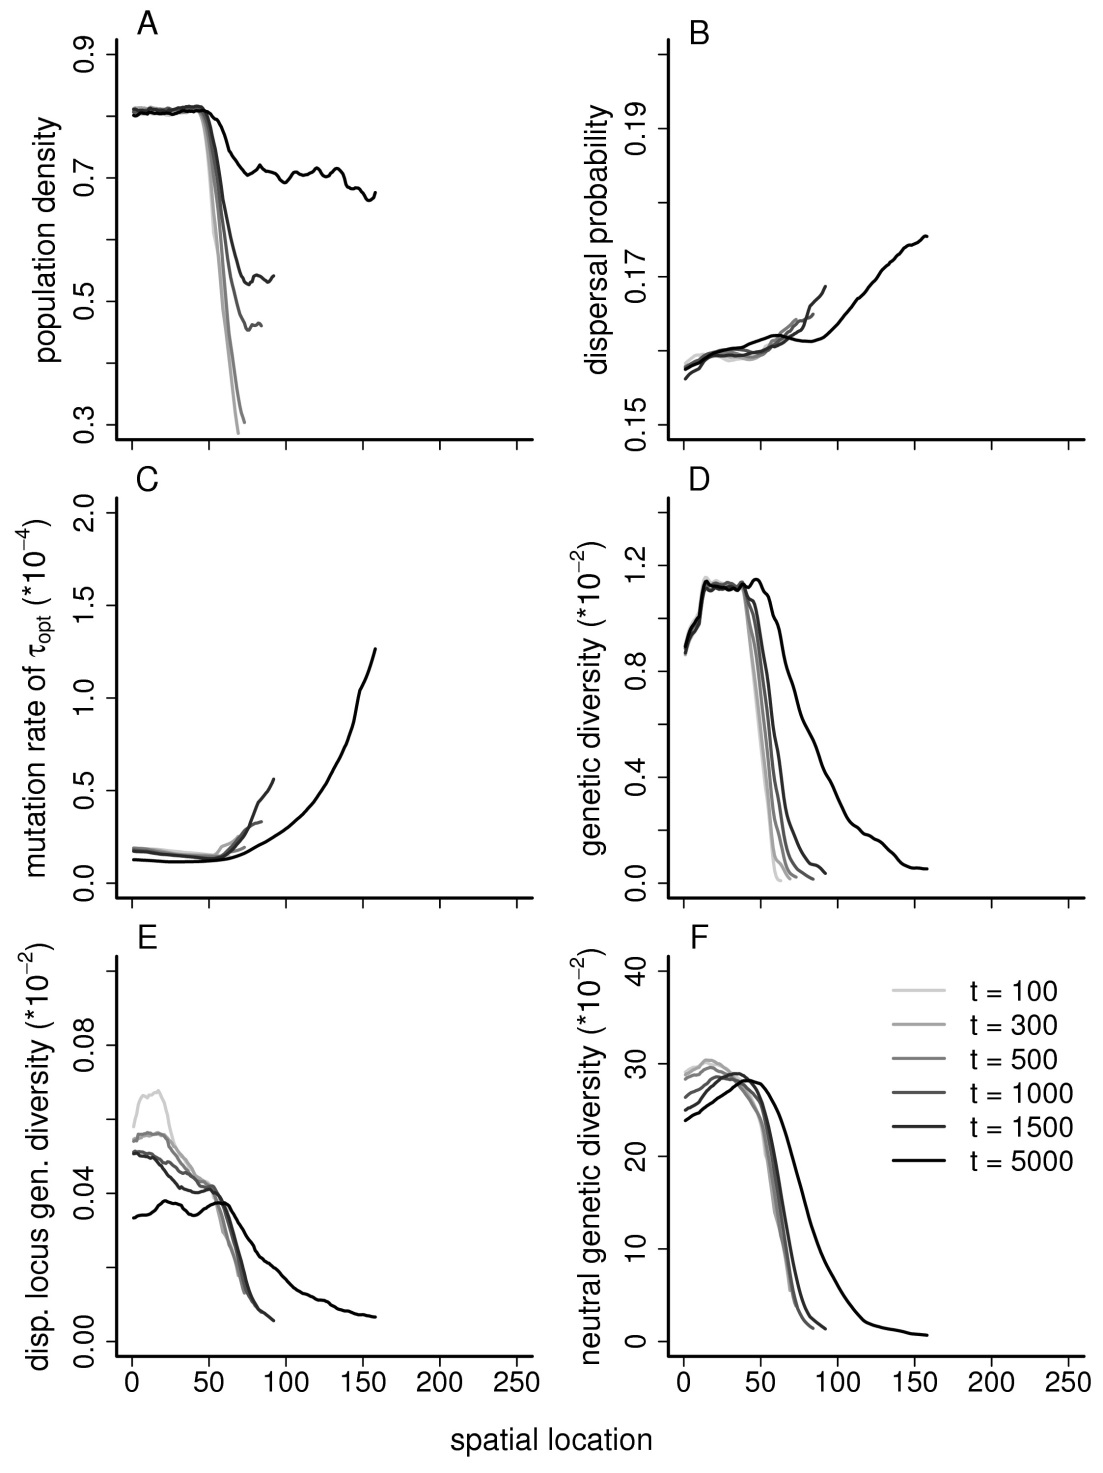 A
population density
0.3 0.5 0.7 0.9
B
dispersal probability
0.15 0.17 0.19
C
mutation rate of τopt (*10−4)
0.0 0.5 1.0 1.5 2.0
D
genetic diversity (*10−2)
0.0 0.4 0.8 1.2
E
disp. locus gen. diversity (*10−2)
0.00 0.04 0.08
0 50 100 150 200 250
F
neutral genetic diversity (*10−2)
0 10 20 30 40
t = 100
t = 300
t = 500
t = 1000
t = 1500
t = 5000
0 50 100 150 200 250
spatial location